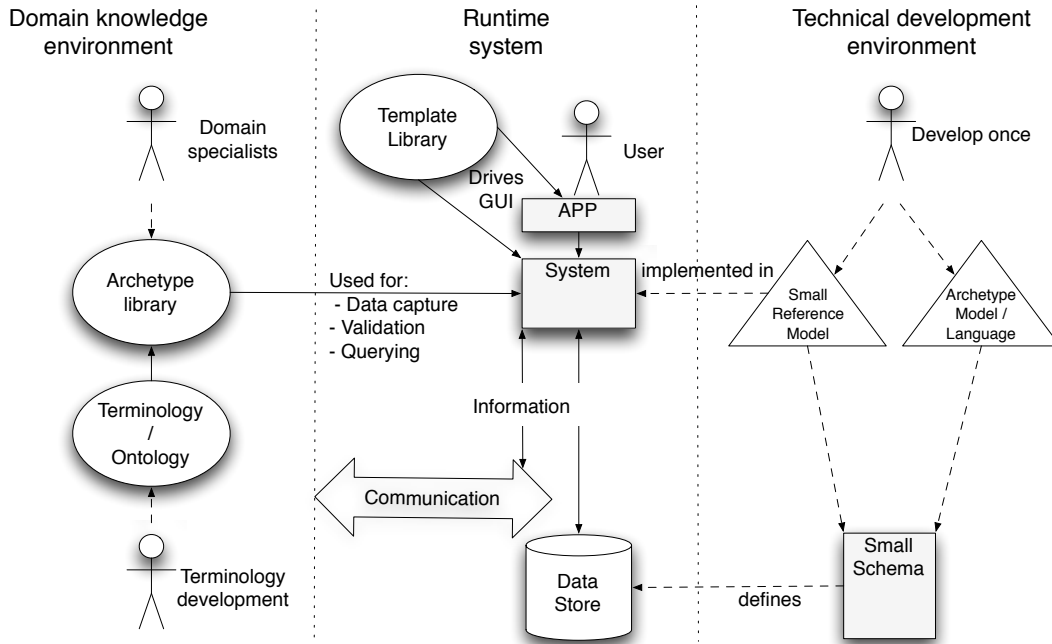 Domain knowledge
environment
Runtime
system
Technical development
environment
Domain
specialists
Template
Library
User
Develop once
Drives
GUI
APP
Archetype
library
Used for:
- Data capture
- Validation
- Querying
System
implemented in
Small
Reference
Model
Archetype
Model /
Language
Terminology
/
Ontology
Information
Communication
Terminology
development
Data
Store
defines
Small
Schema